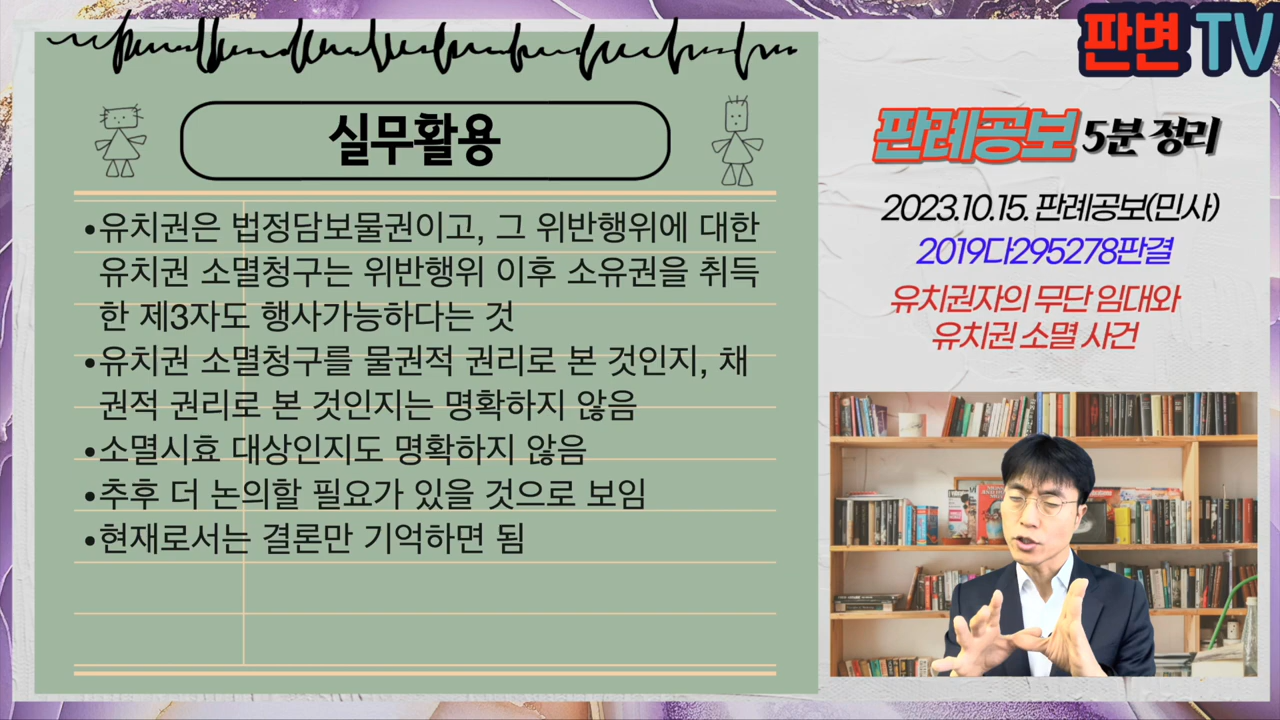 판변 TV
실무활용
•유치권은 법정담보물권이고, 그 위반행위에 대한
유치권 소멸청구는 위반행위 이후 소유권을 취득
한 제3자도 행사가능하다는 것
•유치권 소멸청구를 물권적 권리로 본 것인지, 채
권적 권리로 본 것인지는 명확하지 않음
•소멸시효 대상인지도 명확하지 않음
•추후 더 논의할 필요가 있을 것으로 보임
•현재로서는 결론만 기억하면 됨
판례공보 5분 정리
2023.10.15. 판례공보(민사)
2019다295278판결
유치권자의 무단 임대와
유치권 소멸 사건